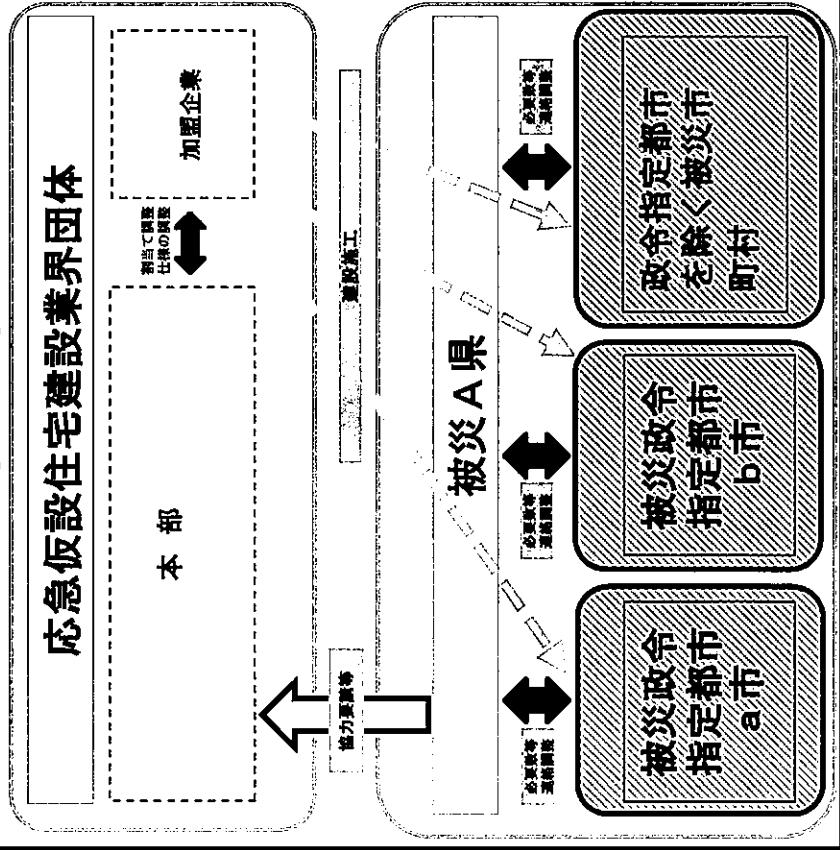 応急仮設住宅建設業界団体
本部
割当て調整
仕様の調整
加盟企業
協力要請等
建設施工
被災A県
必要数等
連絡調整
必要数等
連絡調整
必要数等
連絡調整
被災政令
指定都市
a市
被災政令
指定都市
b市
政令指定都市
を除く被災市
町村